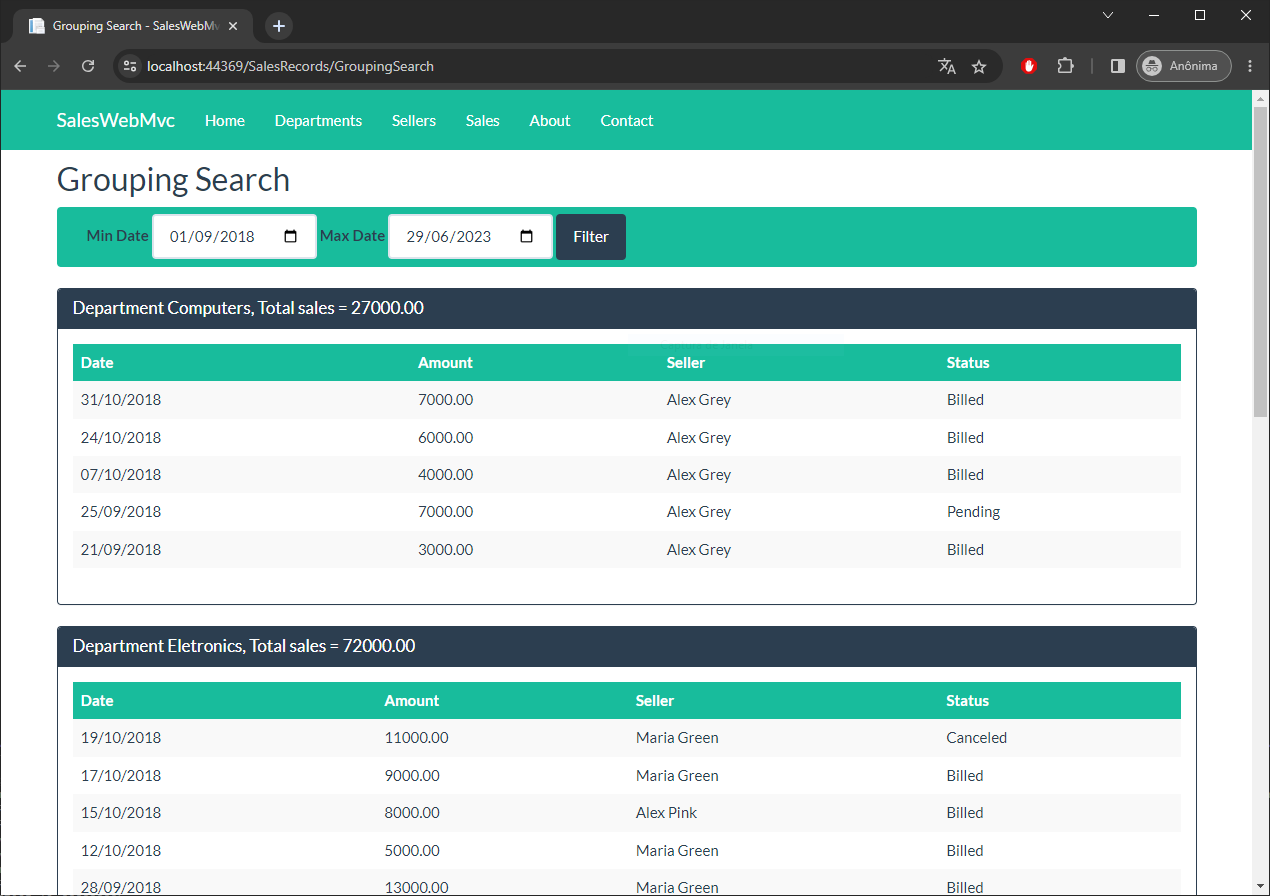 Grouping Search - SalesWebMv
localhost:44369/SalesRecords/GroupingSearch
Anônima
SalesWebMvc Home Departments Sellers Sales About Contact
Grouping Search
Min Date 01/09/2018 Max Date 29/06/2023 Filter
Department Computers, Total sales = 27000.00
Date Amount Seller Status
31/10/2018 7000.00 Alex Grey Billed
24/10/2018 6000.00 Alex Grey Billed
07/10/2018 4000.00 Alex Grey Billed
25/09/2018 7000.00 Alex Grey Pending
21/09/2018 3000.00 Alex Grey Billed
Department Eletronics, Total sales = 72000.00
Date Amount Seller Status
19/10/2018 11000.00 Maria Green Canceled
17/10/2018 9000.00 Maria Green Billed
15/10/2018 8000.00 Alex Pink Billed
12/10/2018 5000.00 Maria Green Billed
28/09/2018 13000.00 Maria Green Billed